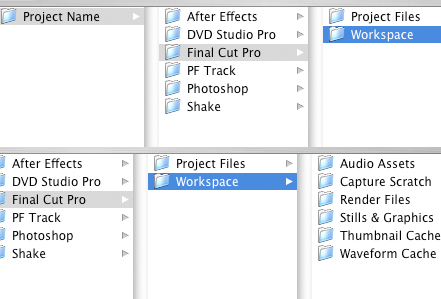 Project Name
After Effects
DVD Studio Pro
Final Cut Pro
PF Track
Photoshop
Shake
Project Files
Workspace
After Effects
DVD Studio Pro
Final Cut Pro
PF Track
Photoshop
Shake
Project Files
Workspace
Audio Assets
Capture Scratch
Render Files
Stills & Graphics
Thumbnail Cache
Waveform Cache